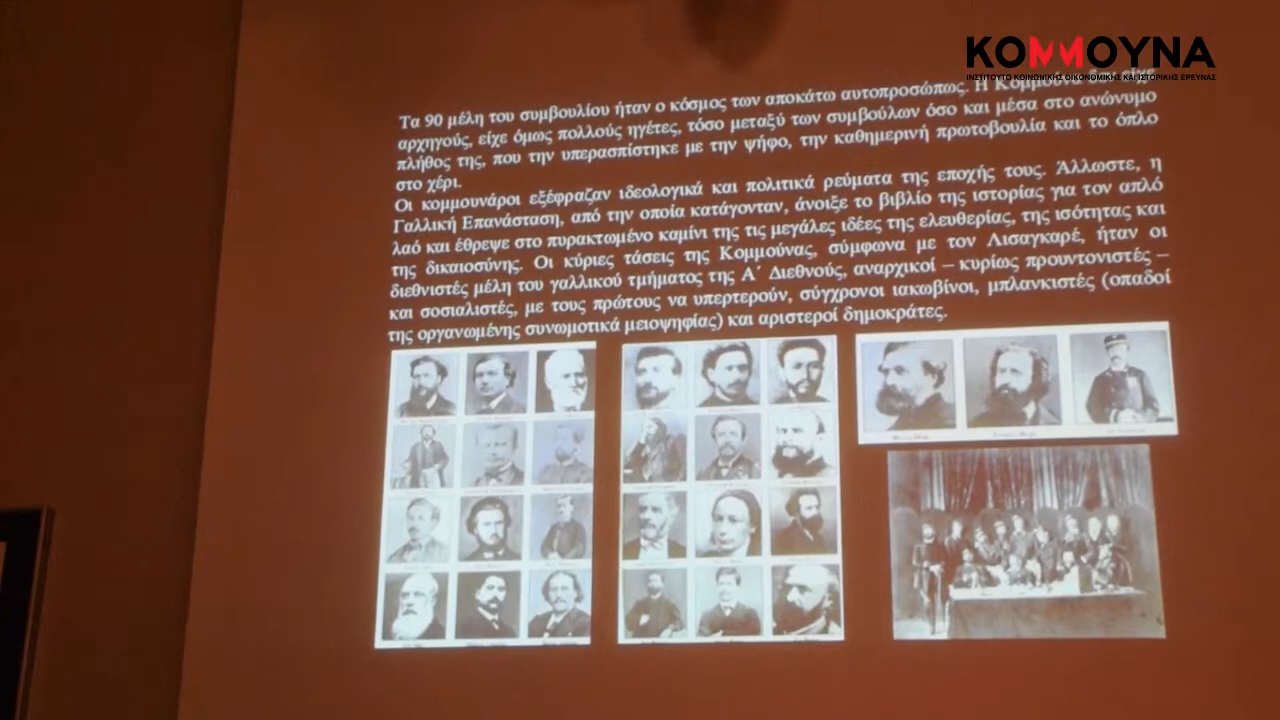 ΚΟΜΜΟΥΝΑ
ΙΝΣΤΙΤΟΥΤΟ ΚΟΙΝΩΝΙΚΗΣ ΟΙΚΟΝΟΜΙΚΗΣ ΚΑΙ ΙΣΤΟΡΙΚΗΣ ΕΡΕΥΝΑΣ
Τα 90 μέλη του συμβουλίου ήταν ο κόσμος των αποκάτω αυτοπροσώπως. Η Κομμούνα δεν είχε
αρχηγούς, είχε όμως πολλούς ηγέτες, τόσο μεταξύ των συμβούλων όσο και μέσα στο ανώνυμο
πλήθος της, που την υπερασπίστηκε με την ψήφο, την καθημερινή πρωτοβουλία και το όπλο
στο χέρι.
Οι κομμουνάροι εξέφραζαν ιδεολογικά και πολιτικά ρεύματα της εποχής τους. Άλλωστε, η
Γαλλική Επανάσταση, από την οποία κατάγονταν, άνοιξε το βιβλίο της ιστορίας για τον απλό
λαό και έθρεψε στο πυρακτωμένο καμίνι της τις μεγάλες ιδέες της ελευθερίας, της ισότητας και
της δικαιοσύνης. Οι κύριες τάσεις της Κομμούνας, σύμφωνα με τον Λισαγκαρέ, ήταν οι
διεθνιστές μέλη του γαλλικού τμήματος της Α΄ Διεθνούς, αναρχικοί – κυρίως προυντονιστές –
και σοσιαλιστές, με τους πρώτους να υπερτερούν, σύγχρονοι ιακωβίνοι, μπλανκιστές (οπαδοί
της οργανωμένης συνωμοτικά μειοψηφίας) και αριστεροί δημοκράτες.